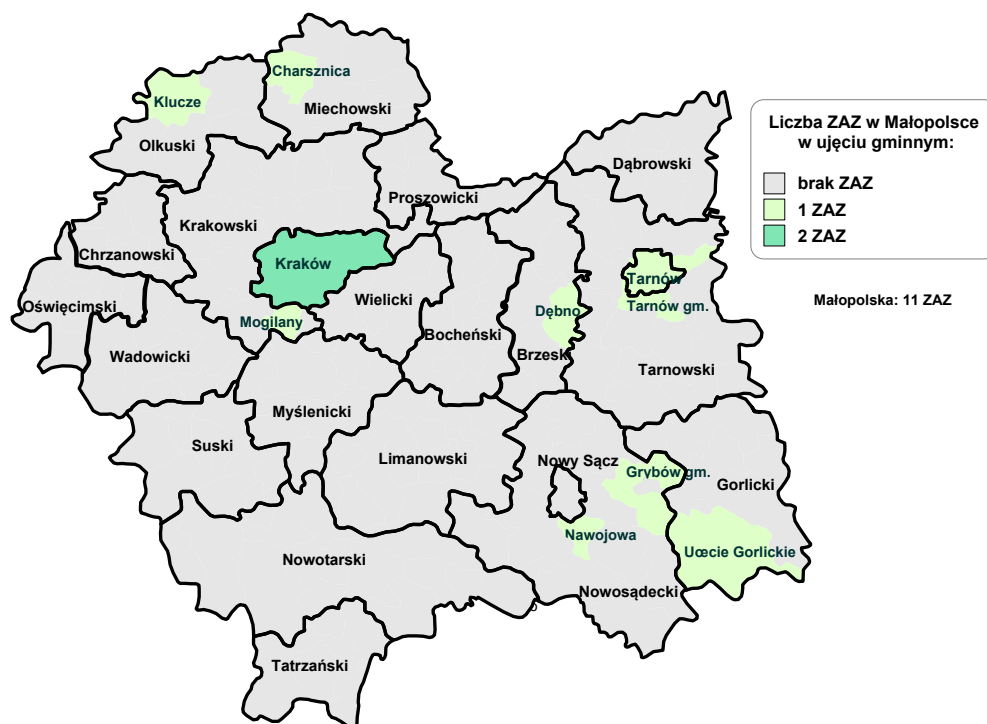 Charsznica
Klucze
Miechowski
Olkuski
Dąbrowski
Proszowicki
Krakowski
Chrzanowski
Kraków
Tarnów
Oświęcimski
Wielicki
Tarnów gm.
Dębno
Mogilany
Bocheński
Wadowicki
Brzeski
Tarnowski
Myślenicki
Suski
Limanowski
Nowy Sącz
Grybów gm.
Gorlicki
Nawojowa
Uœcie Gorlickie
Nowotarski
Nowosądecki
Tatrzański
Liczba ZAZ w Małopolsce
w ujęciu gminnym:
brak ZAZ
1 ZAZ
2 ZAZ
Małopolska: 11 ZAZ